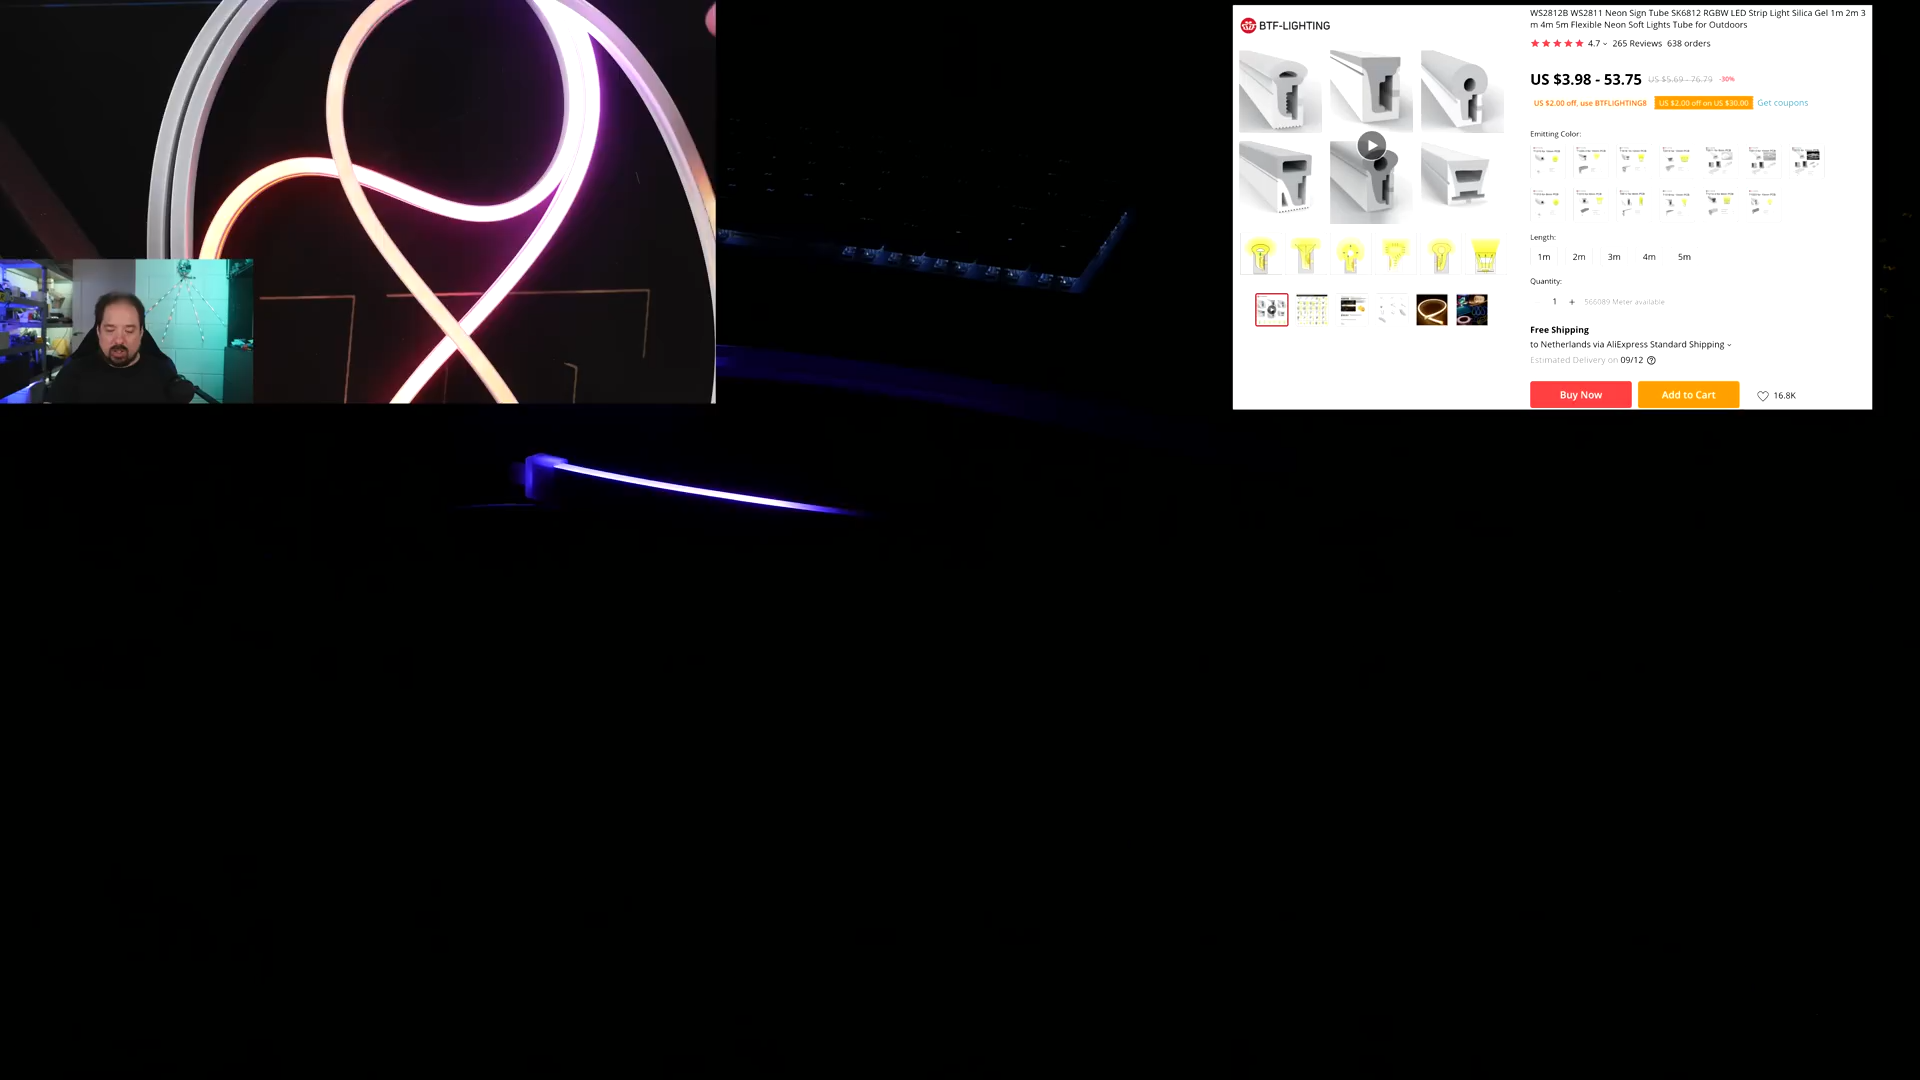 BTF-LIGHTING
WS2812B WS2811 Neon Sign Tube SK6812 RGBW LED Strip Light Silica Gel 1m 2m 3
m 4m 5m Flexible Neon Soft Lights Tube for Outdoors
4.7 265 Reviews 638 orders
US $3.98 - 53.75 US $5.69 - 76.79 -30%
US $2.00 off, use BTFLIGHTING8 US $2.00 off on US $30.00 Get coupons
Emitting Color:
Length:
1m 2m 3m 4m 5m
Quantity:
1 + 566089 Meter available
Free Shipping
to Netherlands via AliExpress Standard Shipping
Estimated Delivery on 09/12
Buy Now Add to Cart 16.8K